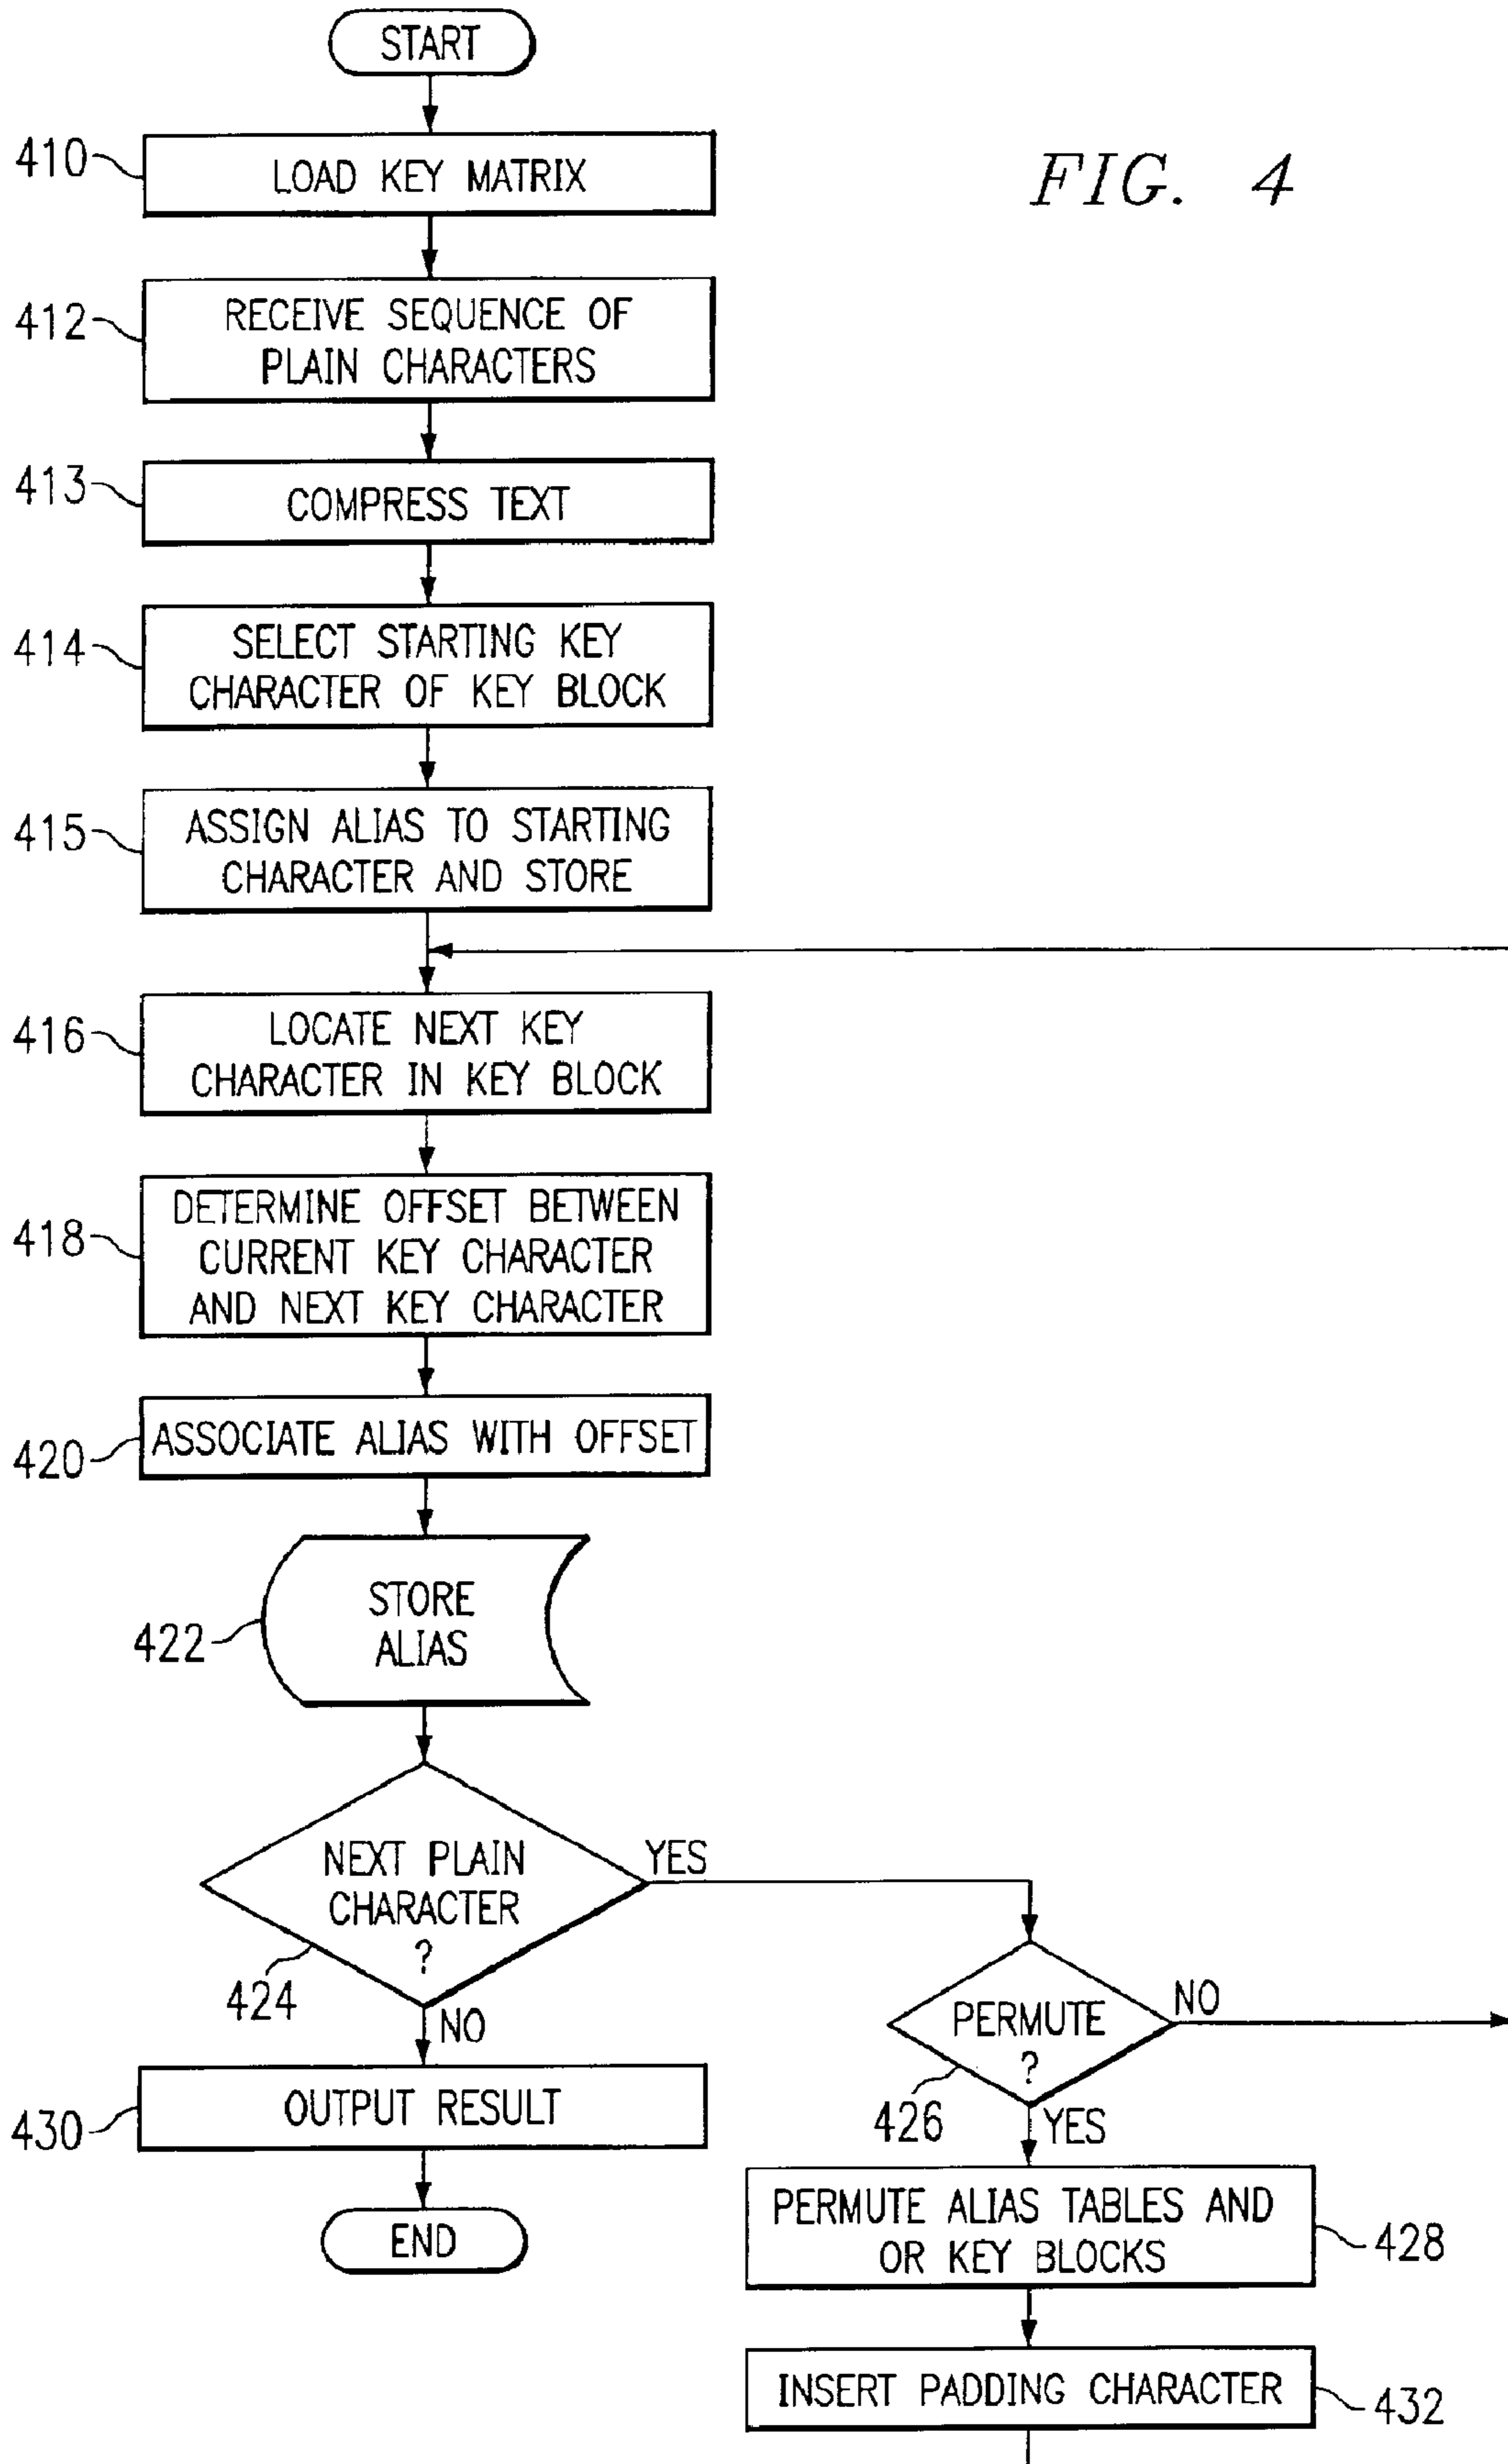 START
FIG. 4
410
LOAD KEY MATRIX
412
RECEIVE SEQUENCE OF
PLAIN CHARACTERS
413
COMPRESS TEXT
414
SELECT STARTING KEY
CHARACTER OF KEY BLOCK
415
ASSIGN ALIAS TO STARTING
CHARACTER AND STORE
416
LOCATE NEXT KEY
CHARACTER IN KEY BLOCK
418
DETERMINE OFFSET BETWEEN
CURRENT KEY CHARACTER
AND NEXT KEY CHARACTER
420
ASSOCIATE ALIAS WITH OFFSET
422
STORE
ALIAS
NEXT PLAIN
CHARACTER
?
424
YES
NO
PERMUTE
?
426
NO
YES
430
OUTPUT RESULT
END
PERMUTE ALIAS TABLES AND
OR KEY BLOCKS
428
INSERT PADDING CHARACTER
432